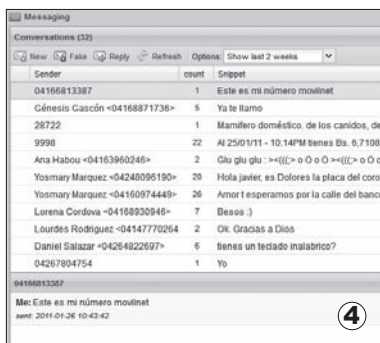 Messaging
Conversations (32)
New Fake Reply Refresh Options: Show last 2 weeks
Sender count Snippet
04166813387 1 Este es mi número movilnet
Génesis Gascón <04168871736> 5 Ya te llamo
28722 1 Mamífero doméstico. de los canidos, de
9998 22 Al 25/01/11 - 10:14PM tienes Bs. 6,7108
Ana Habou <04163960246> 2 Glu glu glu : ><(((;> o O o O ><(((;> o O o
Yosmary Marquez <04248096190> 20 Hola javier, es Dolores la placa del coro
Yosmary Marquez <04160974449> 26 Amor t esperamos por la calle del banc
Lorena Cordova <04168930946> 7 Besos :)
Lourdes Rodriguez <04147770264 2 Ok. Gracias a Dios
Daniel Salazar <04264822697> 6 tienes un teclado inalabrico?
04267804754 1 Yo
04166813387
Me: Este es mi número movilnet
sent: 2011-01-26 10:43:42
4